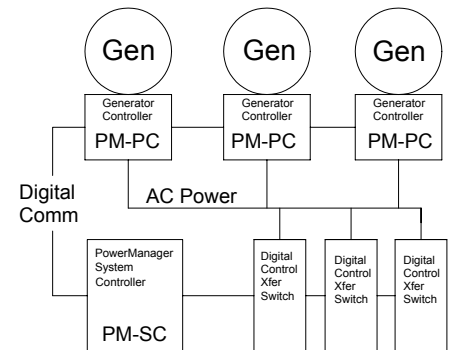 Gen
Gen
Gen
Generator
Controller
PM-PC
Generator
Controller
PM-PC
Generator
Controller
PM-PC
Digital
Comm
AC Power
PowerManager
System
Controller
PM-SC
Digital
Control
Xfer
Switch
Digital
Control
Xfer
Switch
Digital
Control
Xfer
Switch